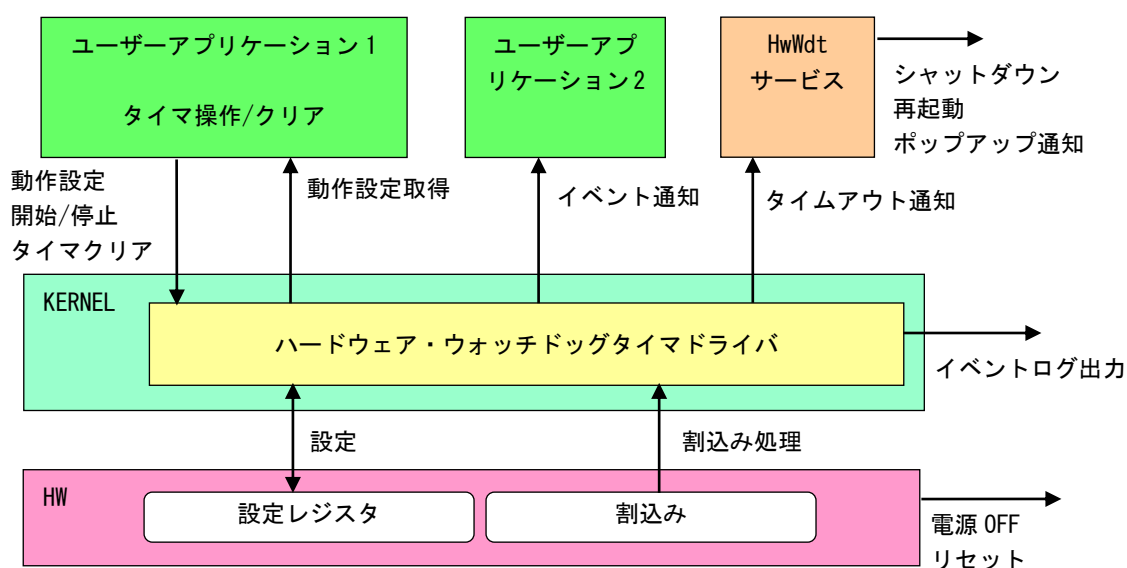 ユーザーアプリケーション1
タイマ操作/クリア
ユーザーアプ
リケーション2
HwWdt
サービス
シャットダウン
再起動
ポップアップ通知
動作設定
開始/停止
タイマクリア
動作設定取得
イベント通知
タイムアウト通知
KERNEL
ハードウェア・ウォッチドッグタイマドライバ
イベントログ出力
設定
割込み処理
HW
設定レジスタ
割込み
電源 OFF
リセット